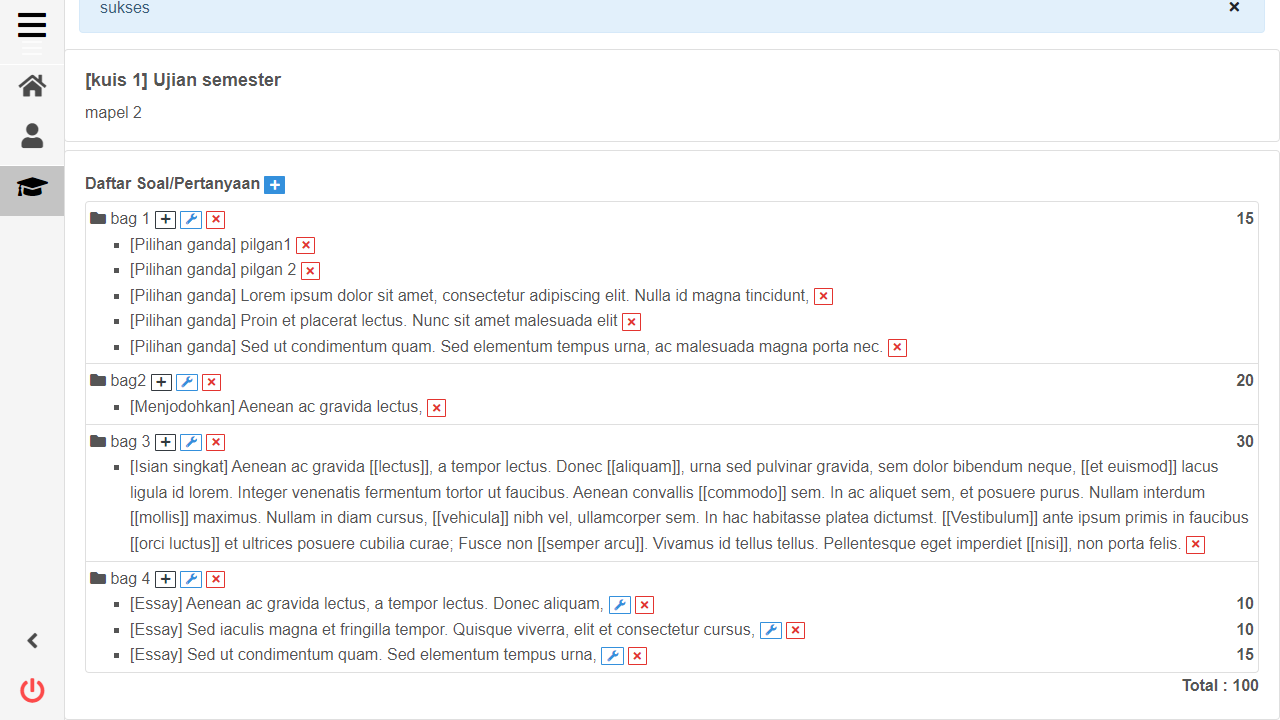 sukses
[kuis 1] Ujian semester
mapel 2
Daftar Soal/Pertanyaan
bag 1 15
[Pilihan ganda] pilgan1
[Pilihan ganda] pilgan 2
[Pilihan ganda] Lorem ipsum dolor sit amet, consectetur adipiscing elit. Nulla id magna tincidunt,
[Pilihan ganda] Proin et placerat lectus. Nunc sit amet malesuada elit
[Pilihan ganda] Sed ut condimentum quam. Sed elementum tempus urna, ac malesuada magna porta nec.
bag2 20
[Menjodohkan] Aenean ac gravida lectus,
bag 3 30
[Isian singkat] Aenean ac gravida [[lectus]], a tempor lectus. Donec [[aliquam]], urna sed pulvinar gravida, sem dolor bibendum neque, [[et euismod]] lacus
ligula id lorem. Integer venenatis fermentum tortor ut faucibus. Aenean convallis [[commodo]] sem. In ac aliquet sem, et posuere purus. Nullam interdum
[[mollis]] maximus. Nullam in diam cursus, [[vehicula]] nibh vel, ullamcorper sem. In hac habitasse platea dictumst. [[Vestibulum]] ante ipsum primis in faucibus
[[orci luctus]] et ultrices posuere cubilia curae; Fusce non [[semper arcu]]. Vivamus id tellus tellus. Pellentesque eget imperdiet [[nisi]], non porta felis.
bag 4
[Essay] Aenean ac gravida lectus, a tempor lectus. Donec aliquam, 10
[Essay] Sed iaculis magna et fringilla tempor. Quisque viverra, elit et consectetur cursus, 10
[Essay] Sed ut condimentum quam. Sed elementum tempus urna, 15
Total : 100